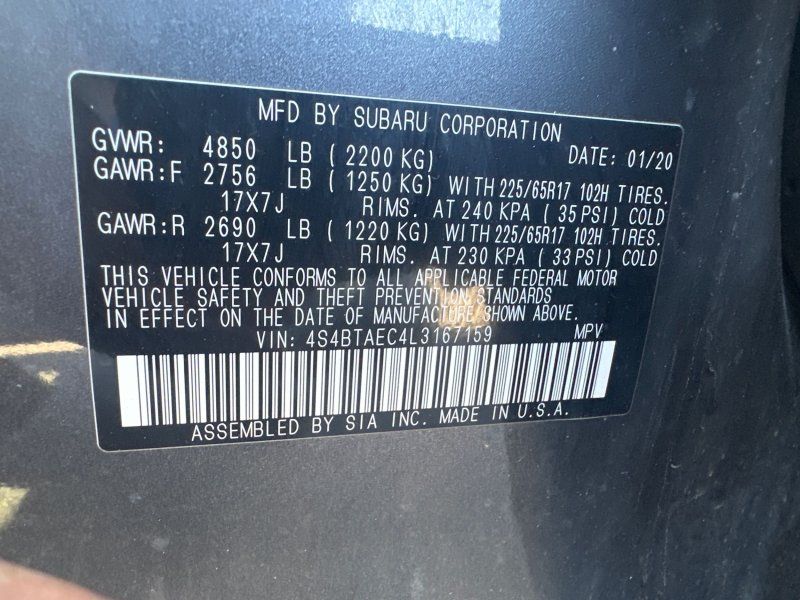 MFD BY SUBARU CORPORATION
GVWR: 4850 LB ( 2200 KG) DATE: 01/20
GAWR:F 2756 LB ( 1250 KG) WITH 225/65R17 102H TIRES.
17X7J RIMS. AT 240 KPA ( 35 PSI) COLD
GAWR:R 2690 LB ( 1220 KG) WITH 225/65R17 102H TIRES.
17X7J RIMS. AT 230 KPA ( 33 PSI) COLD
THIS VEHICLE CONFORMS TO ALL APPLICABLE FEDERAL MOTOR
VEHICLE SAFETY AND THEFT PREVENTION STANDARDS
IN EFFECT ON THE DATE OF MANUFACTURE SHOWN ABOVE.
VIN: 4S4BTAEC4L3167159 MPV
ASSEMBLED BY SIA INC. MADE IN U.S.A.